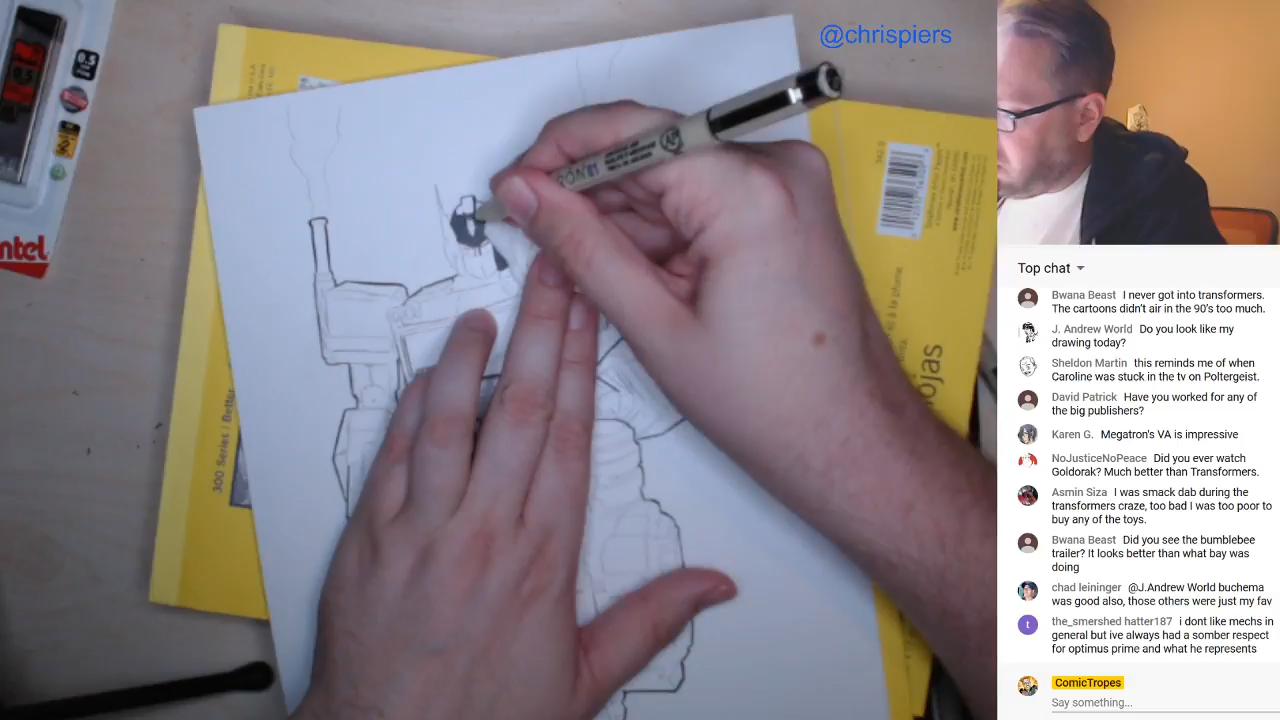 @chrispiers
0.5
0.5
ntel
300 Series | Bette
ojas
Top chat
Bwana Beast I never got into transformers.
The cartoons didn't air in the 90's too much.
J. Andrew World Do you look like my
drawing today?
Sheldon Martin this reminds me of when
Caroline was stuck in the tv on Poltergeist.
David Patrick Have you worked for any of
the big publishers?
Karen G. Megatron's VA is impressive
NoJusticeNoPeace Did you ever watch
Goldorak? Much better than Transformers.
Asmin Siza I was smack dab during the
transformers craze, too bad I was too poor to
buy any of the toys.
Bwana Beast Did you see the bumblebee
trailer? It looks better than what bay was
doing
chad leininger @J.Andrew World buchema
was good also, those others were just my fav
t
the_smershed hatter187 i dont like mechs in
general but ive always had a somber respect
for optimus prime and what he represents
ComicTropes
Say something...